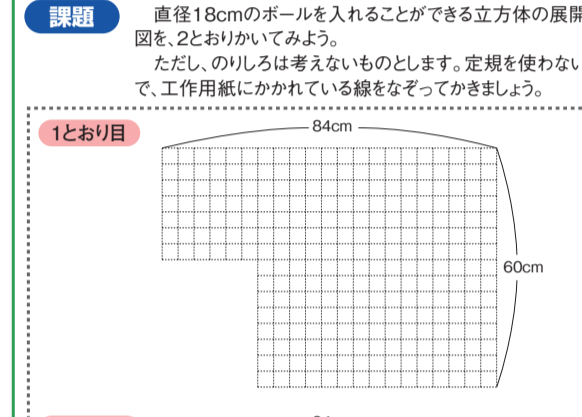 課題
直径18cmのボールを入れることができる立方体の展開
図を、2とおりかいてみよう。
ただし、のりしろは考えないものとします。定規を使わない
で、工作用紙にかかれている線をなぞってかきましょう。
1とおり目
84cm
60cm